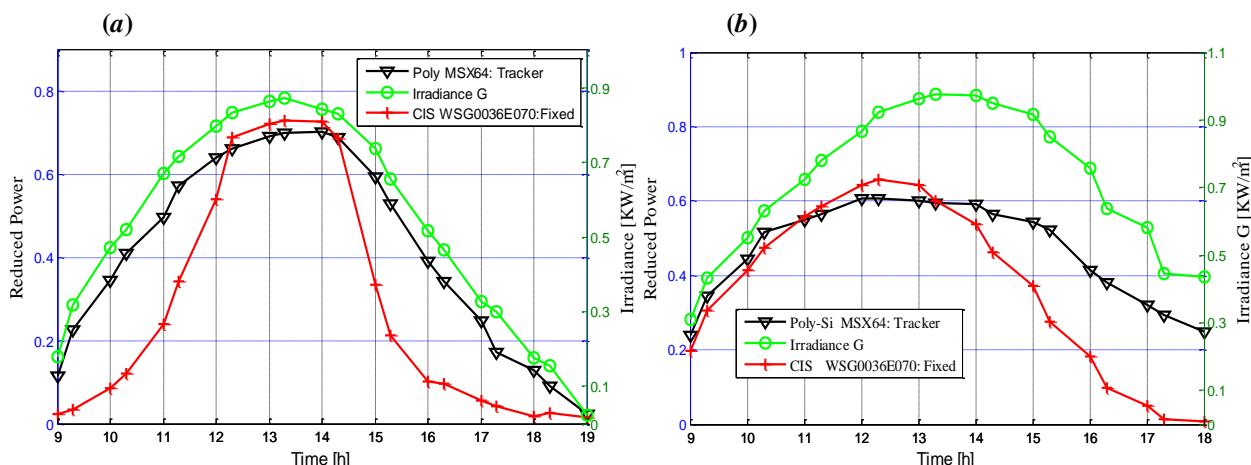 (a)
Reduced Power
0.8
0.6
0.4
0.2
0
Poly MSX64: Tracker
Irradiance G
CIS WSG0036E070:Fixed
0.9
0.7
0.5
0.3
0.1
0
Irradiance [KW/m²]
9 10 11 12 13 14 15 16 17 18 19
Time [h]
(b)
Reduced Power
1
0.8
0.6
0.4
0.2
0
Poly-Si MSX64: Tracker
Irradiance G
CIS WSG0036E070: Fixed
1.1
0.9
0.7
0.5
0.3
0.1
0
Irradiance G [KW/m²]
9 10 11 12 13 14 15 16 17 18
Time [h]